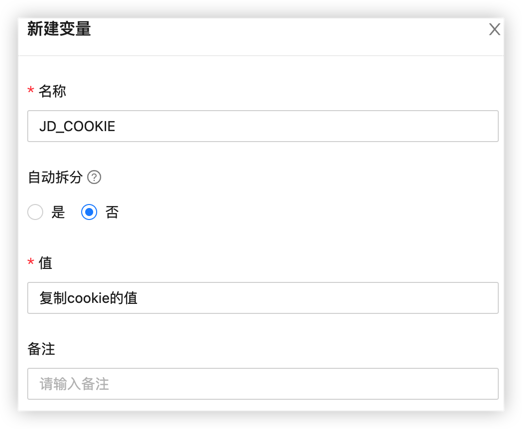 新建变量
* 名称
JD_COOKIE
自动拆分
是 否
* 值
复制cookie的值
备注
请输入备注